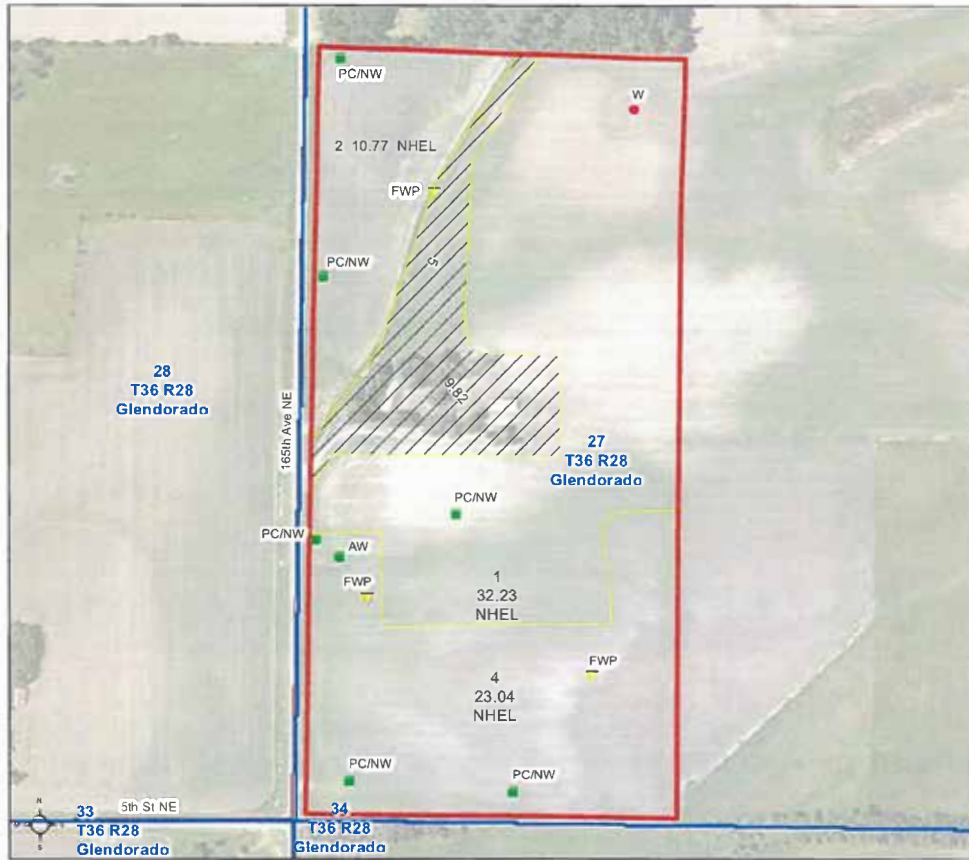 PC/NW
W
2 10.77 NHEL
FWP
PC/NW
5
28
T36 R28
Glendorado
165th Ave NE
9.82
27
T36 R28
Glendorado
PC/NW
PC/NW
AW
FWP
1
32.23
NHEL
FWP
4
23.04
NHEL
PC/NW
PC/NW
N
S
33
5th St NE
T36 R28
Glendorado
34
T36 R28
Glendorado